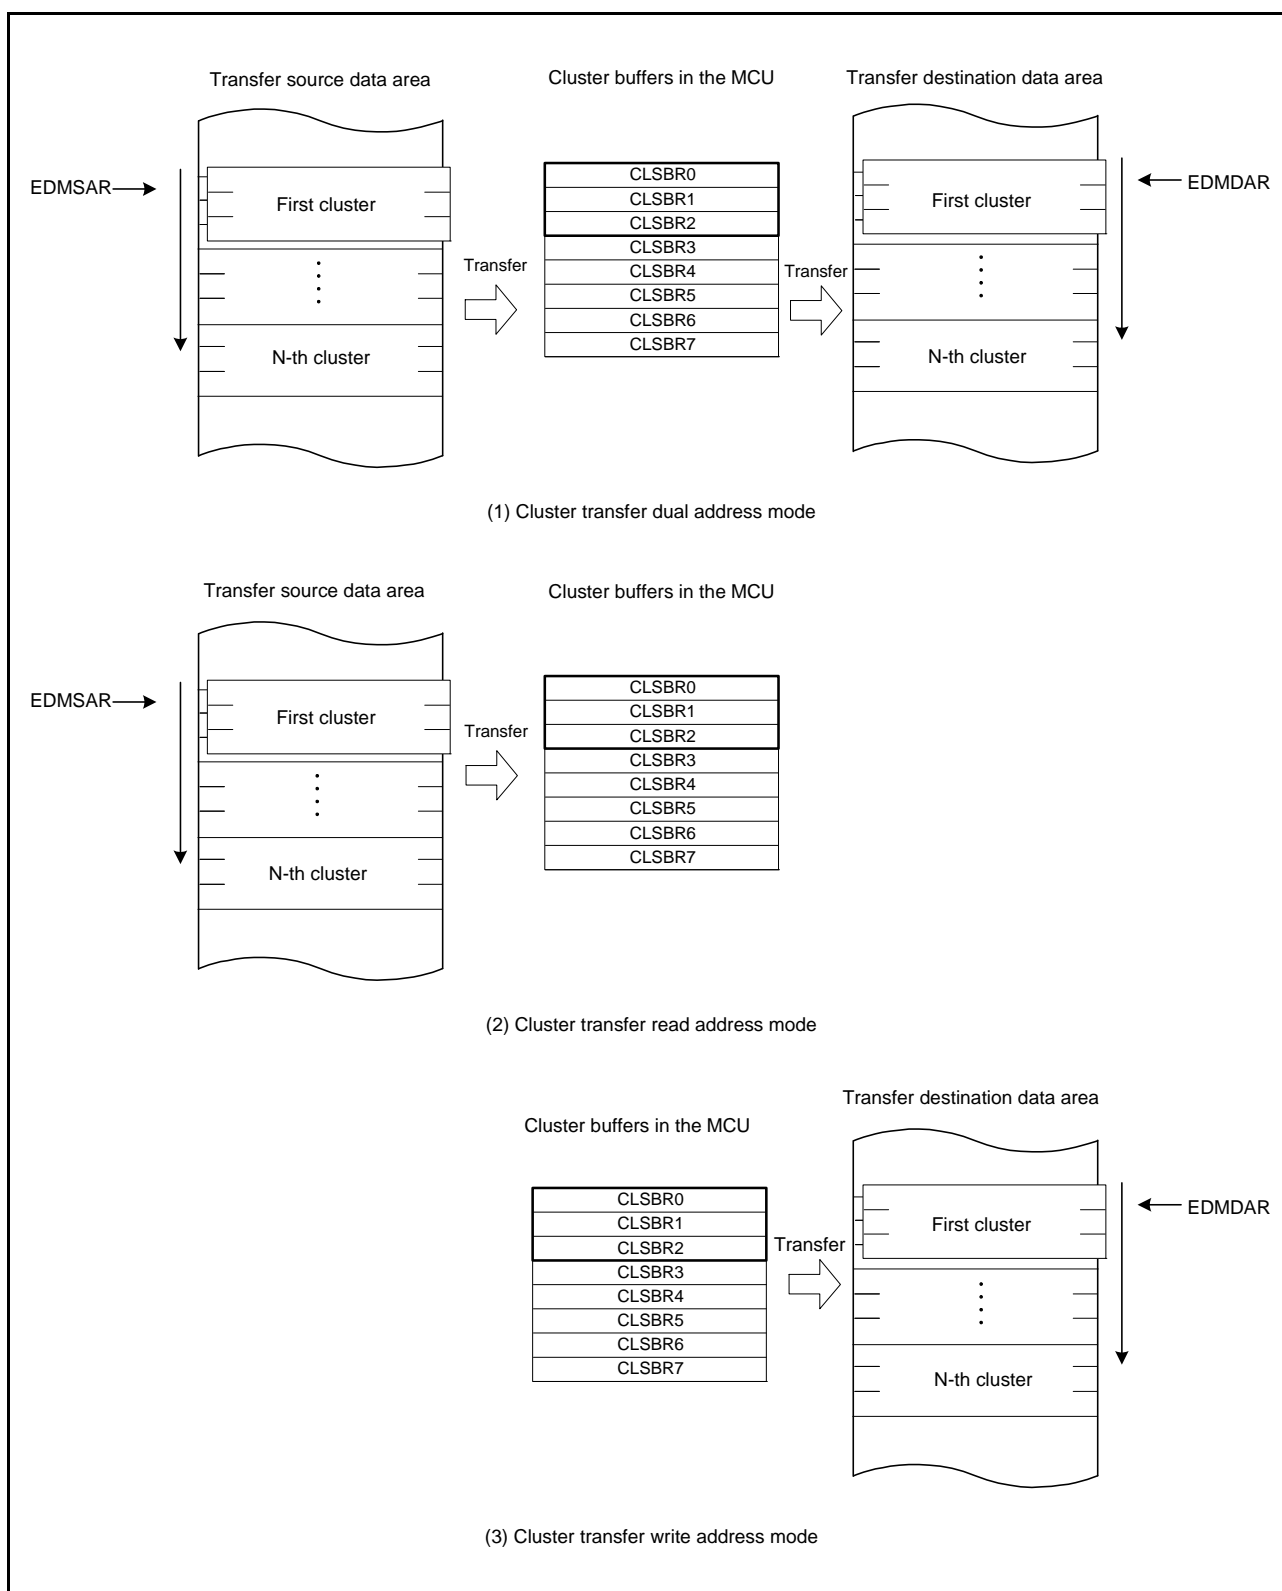 Transfer source data area
Cluster buffers in the MCU
Transfer destination data area
EDMSAR
First cluster
N-th cluster
Transfer
CLSBR0
CLSBR1
CLSBR2
CLSBR3
CLSBR4
CLSBR5
CLSBR6
CLSBR7
Transfer
First cluster
N-th cluster
EDMDAR
(1) Cluster transfer dual address mode
Transfer source data area
Cluster buffers in the MCU
EDMSAR
First cluster
N-th cluster
Transfer
CLSBR0
CLSBR1
CLSBR2
CLSBR3
CLSBR4
CLSBR5
CLSBR6
CLSBR7
(2) Cluster transfer read address mode
Cluster buffers in the MCU
Transfer destination data area
CLSBR0
CLSBR1
CLSBR2
CLSBR3
CLSBR4
CLSBR5
CLSBR6
CLSBR7
Transfer
First cluster
N-th cluster
EDMDAR
(3) Cluster transfer write address mode